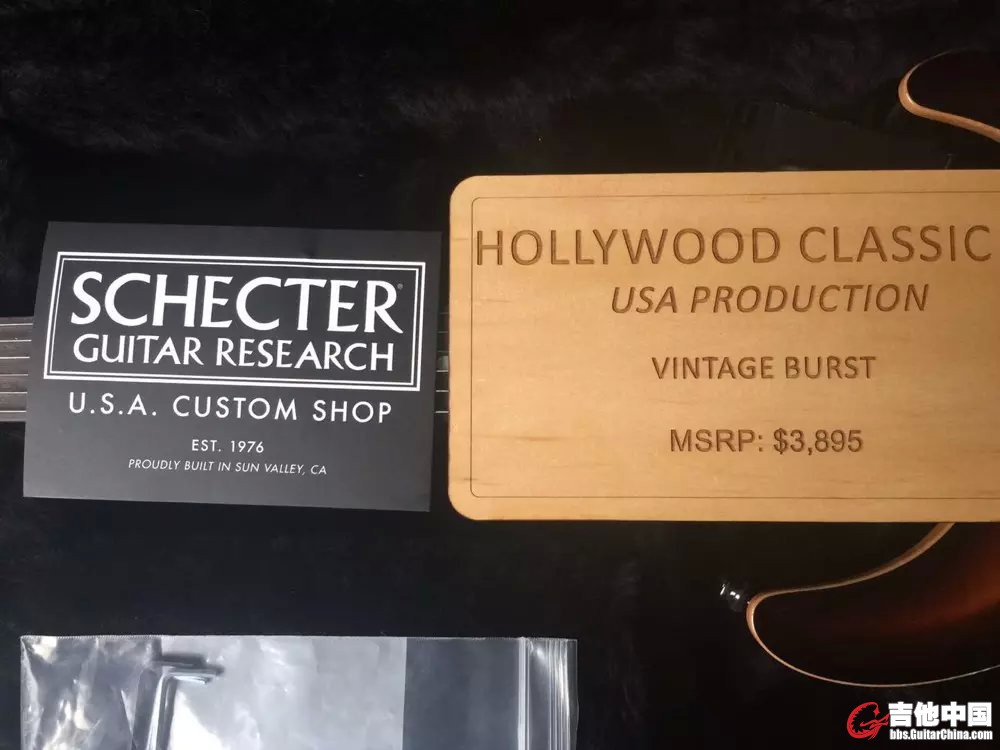 SCHECTER
GUITAR RESEARCH
U.S.A. CUSTOM SHOP
EST. 1976
PROUDLY BUILT IN SUN VALLEY, CA
HOLLYWOOD CLASSIC
USA PRODUCTION
VINTAGE BURST
MSRP: $3,895
吉他中国
bbs.GuitarChina.com